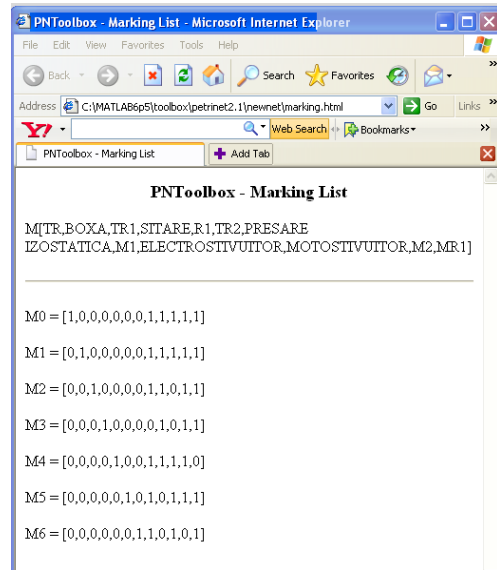 PNToolbox - Marking List - Microsoft Internet Explorer
File Edit View Favorites Tools Help
Back Search Favorites
Address C:\MATLAB6p5\toolbox\petrinet2.1\newnet\marking.html Go Links »
Y! Web Search Bookmarks »
PNToolbox - Marking List Add Tab
PNToolbox - Marking List
M[TR,BOXA,TR1,SITARE,R1,TR2,PRESARE
IZOSTATICA,M1,ELECTROSTIVUITOR,MOTOSTIVUITOR,M2,MR1]
M0 = [1,0,0,0,0,0,0,1,1,1,1,1]
M1 = [0,1,0,0,0,0,0,1,1,1,1,1]
M2 = [0,0,1,0,0,0,0,1,1,0,1,1]
M3 = [0,0,0,1,0,0,0,0,1,0,1,1]
M4 = [0,0,0,0,1,0,0,1,1,1,1,0]
M5 = [0,0,0,0,0,1,0,1,0,1,1,1]
M6 = [0,0,0,0,0,0,1,1,0,1,0,1]